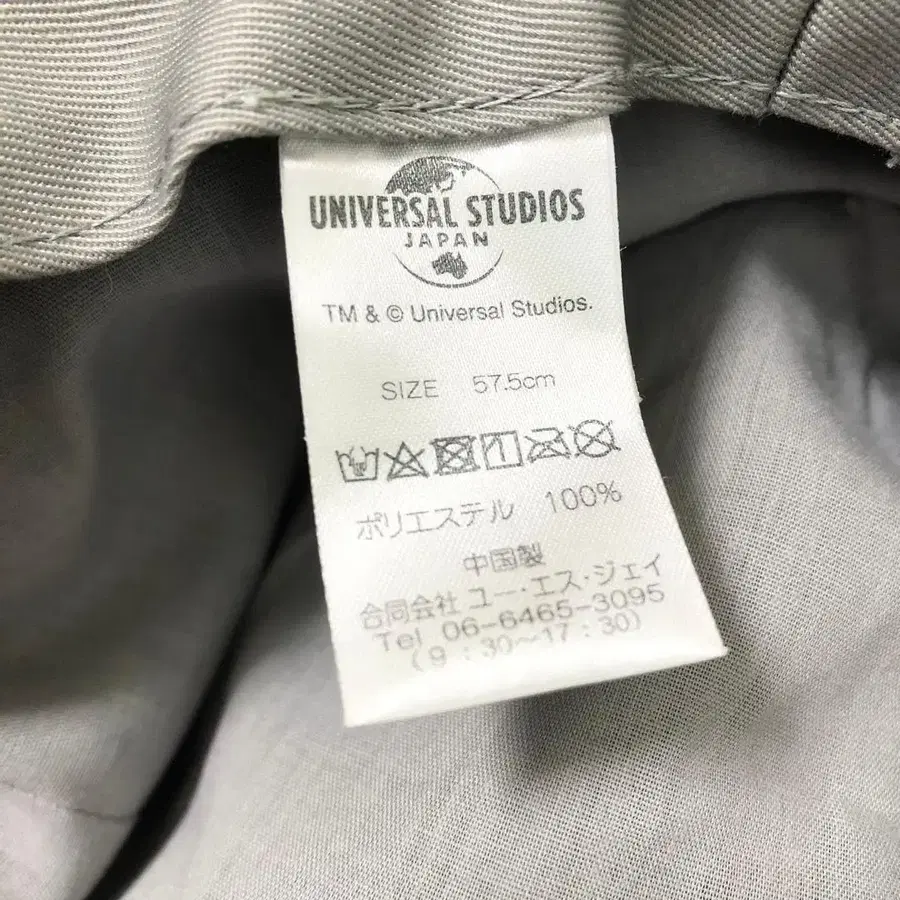 UNIVERSAL STUDIOS
JAPAN
TM & © Universal Studios.
SIZE 57.5cm
ポリエステル 100%
中国製
合同会社 ユー・エス・ジェイ
Tel 06-6465-3095
(9:30〜17:30)